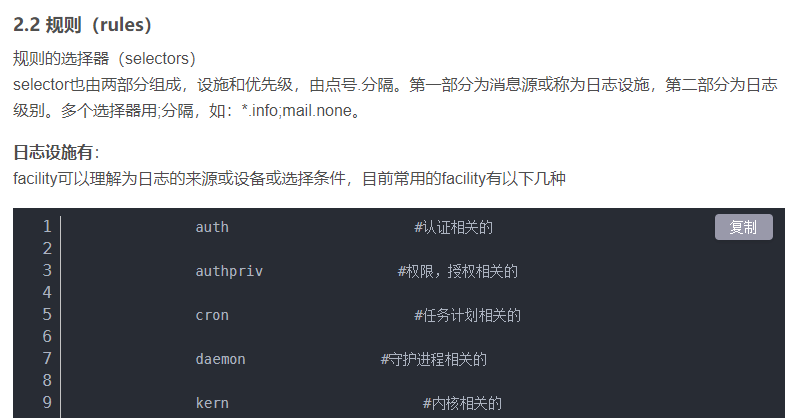 2.2 规则（rules）
规则的选择器（selectors）
selector也由两部分组成，设施和优先级，由点号.分隔。第一部分为消息源或称为日志设施，第二部分为日志
级别。多个选择器用;分隔，如：*.info;mail.none。
日志设施有：
facility可以理解为日志的来源或设备或选择条件，目前常用的facility有以下几种
复制
1 auth #认证相关的
2
3 authpriv #权限，授权相关的
4
5 cron #任务计划相关的
6
7 daemon #守护进程相关的
8
9 kern #内核相关的